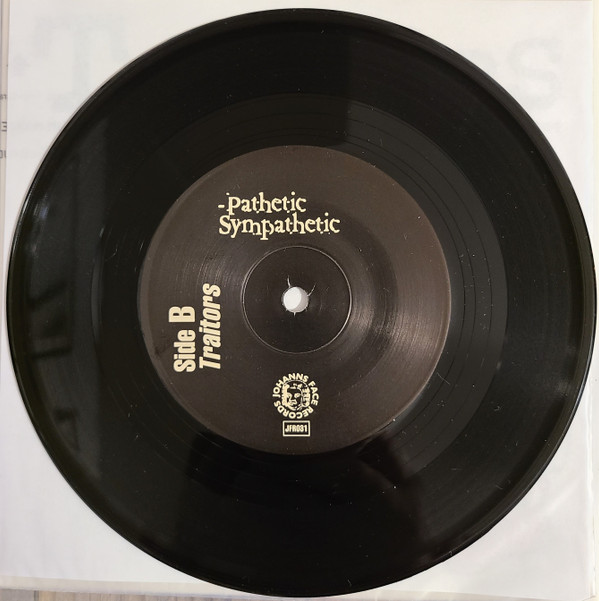 -Pathetic
Sympathetic
Side B
Traitors
JOHANNS FACE RECORDS
JFR031